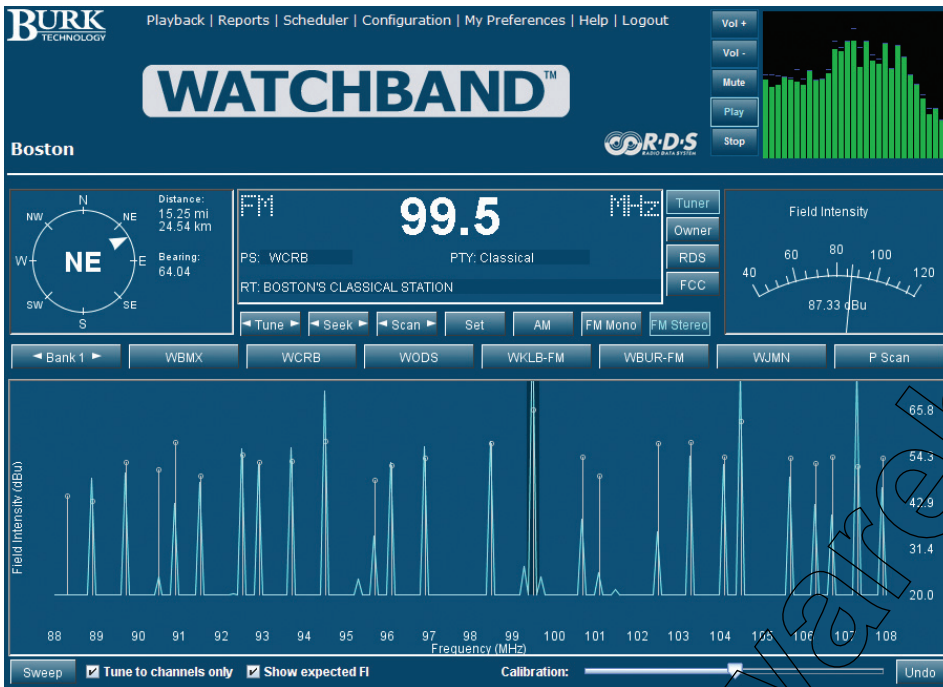 BURK
TECHNOLOGY
Playback | Reports | Scheduler | Configuration | My Preferences | Help | Logout
WATCHBAND™
Boston
R·D·S
RADIO DATA SYSTEM
Vol +
Vol -
Mute
Play
Stop
N
NE
E
SE
S
SW
W
NW
NE
Distance:
15.25 mi
24.54 km
Bearing:
64.04
FM 99.5 MHz
PS: WCRB PTY: Classical
RT: BOSTON'S CLASSICAL STATION
Tuner
Owner
RDS
FCC
Field Intensity
40 60 80 100 120
87.33 dBu
◄ Tune ► ◄ Seek ► ◄ Scan ► Set AM FM Mono FM Stereo
◄ Bank 1 ► WBMX WCRB WODS WKLB-FM WBUR-FM WJMN P Scan
Field Intensity (dBu)
65.8
54.3
42.9
31.4
20.0
88 89 90 91 92 93 94 95 96 97 98 99 100 101 102 103 104 105 106 107 108
Frequency (MHz)
Sweep Tune to channels only Show expected FI Calibration: Undo